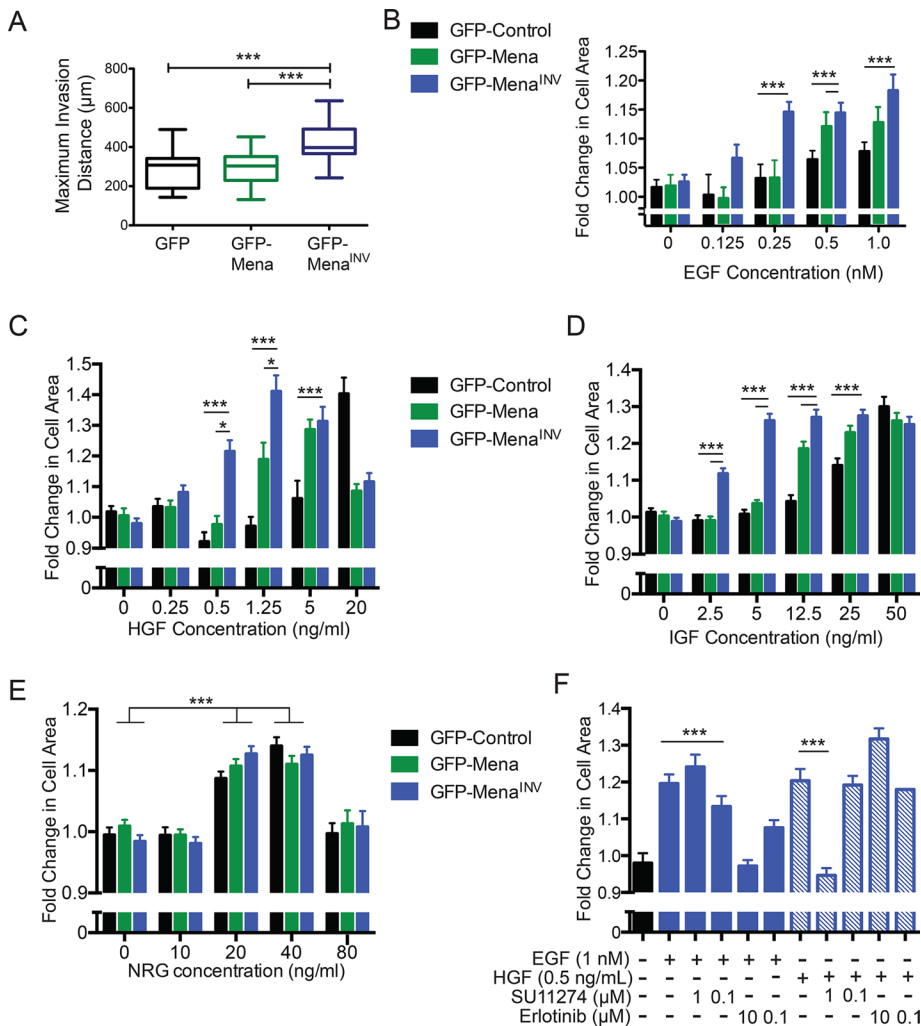 A
Maximum Invasion
Distance (µm)
800
600
400
200
0
***
***
GFP
GFP-
Mena
GFP-
Mena^INV
B
GFP-Control
GFP-Mena
GFP-Mena^INV
Fold Change in Cell Area
1.25
1.20
1.15
1.10
1.05
1.00
***
***
***
0 0.125 0.25 0.5 1.0
EGF Concentration (nM)
C
Fold Change in Cell Area
1.5
1.4
1.3
1.2
1.1
1.0
0.9
0
***
*
***
*
***
0 0.25 0.5 1.25 5 20
HGF Concentration (ng/ml)
GFP-Control
GFP-Mena
GFP-Mena^INV
D
Fold Change in Cell Area
1.4
1.3
1.2
1.1
1.0
0.9
0
***
***
***
***
0 2.5 5 12.5 25 50
IGF Concentration (ng/ml)
E
Fold Change in Cell Area
1.2
1.1
1.0
0.9
0
***
0 10 20 40 80
NRG concentration (ng/ml)
GFP-Control
GFP-Mena
GFP-Mena^INV
F
Fold Change in Cell Area
1.4
1.3
1.2
1.1
1.0
0.9
0
***
***
EGF (1 nM) - + + + + + - - - - -
HGF (0.5 ng/mL) - - - - - - + + + + +
SU11274 (µM) - - 1 0.1 - - - 1 0.1 - -
Erlotinib (µM) - - - - 10 0.1 - - - 10 0.1